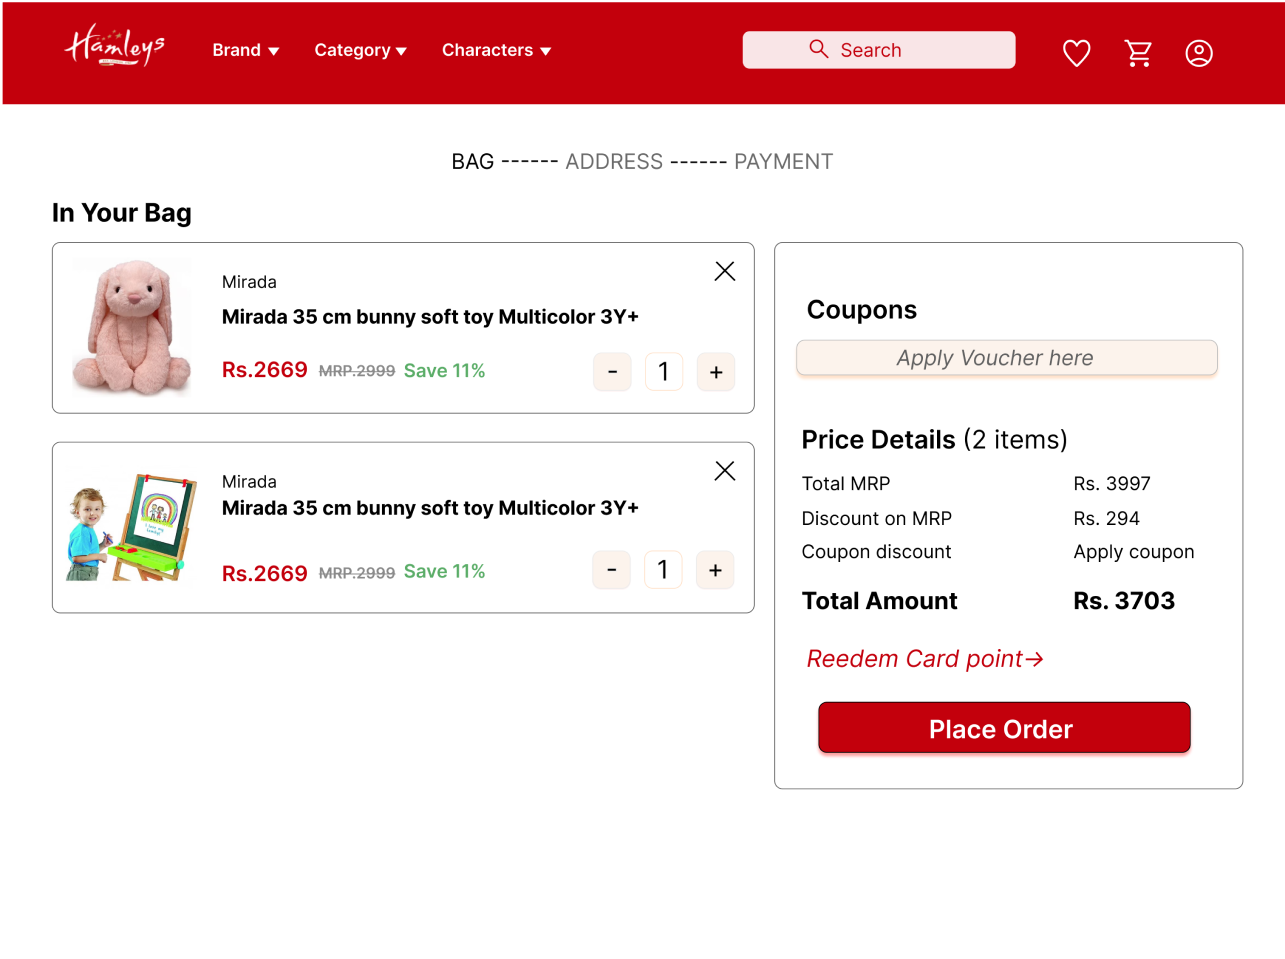 Hamleys
Brand
Category
Characters
Search
BAG ------ ADDRESS ------ PAYMENT
In Your Bag
Mirada
Mirada 35 cm bunny soft toy Multicolor 3Y+
Rs.2669 MRP.2999 Save 11%
- 1 +
Mirada
Mirada 35 cm bunny soft toy Multicolor 3Y+
Rs.2669 MRP.2999 Save 11%
- 1 +
Coupons
Apply Voucher here
Price Details (2 items)
Total MRP Rs. 3997
Discount on MRP Rs. 294
Coupon discount Apply coupon
Total Amount Rs. 3703
Reedem Card point→
Place Order